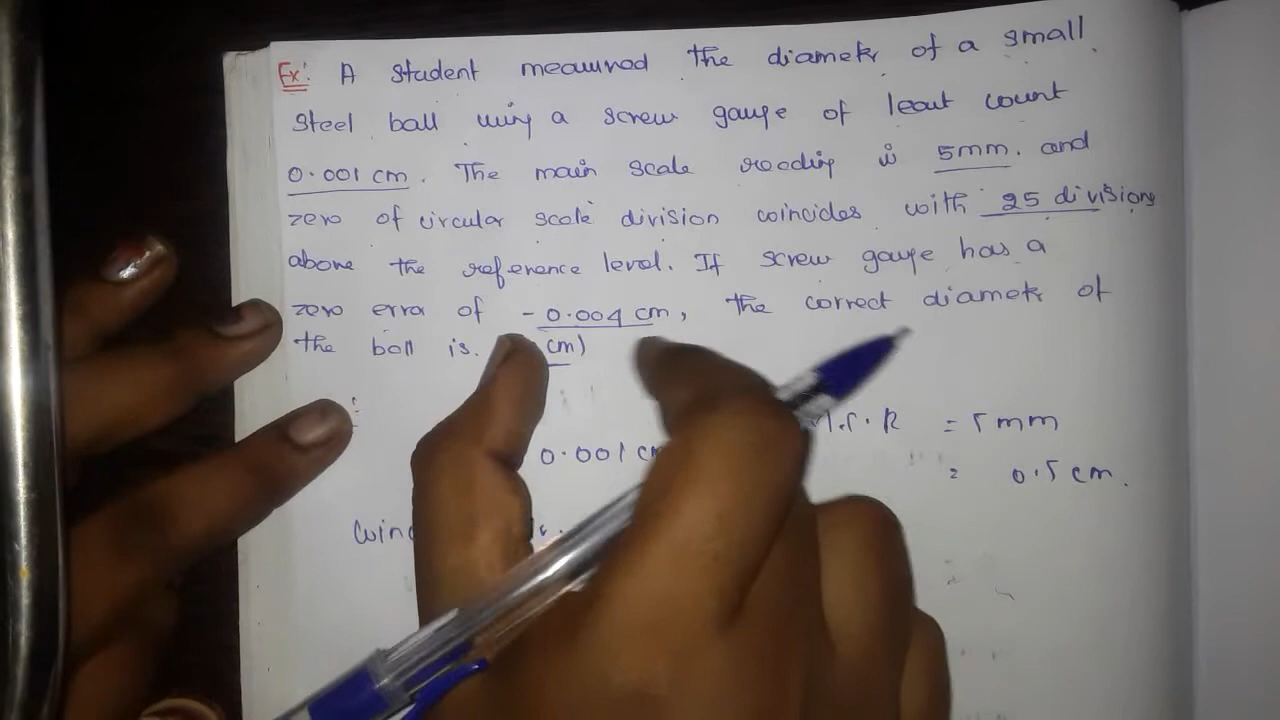 Ex: A student measured the diameter of a small
steel ball using a screw gauge of least count
0.001 cm. The main scale reading is 5mm. and
zero of circular scale division coincides with 25 divisions
above the reference level. If screw gauge has a
zero error of - 0.004 cm, the correct diameter of
the ball is. cm)
M.S.R = 5 mm
0.001 cm
= 0.5 cm.